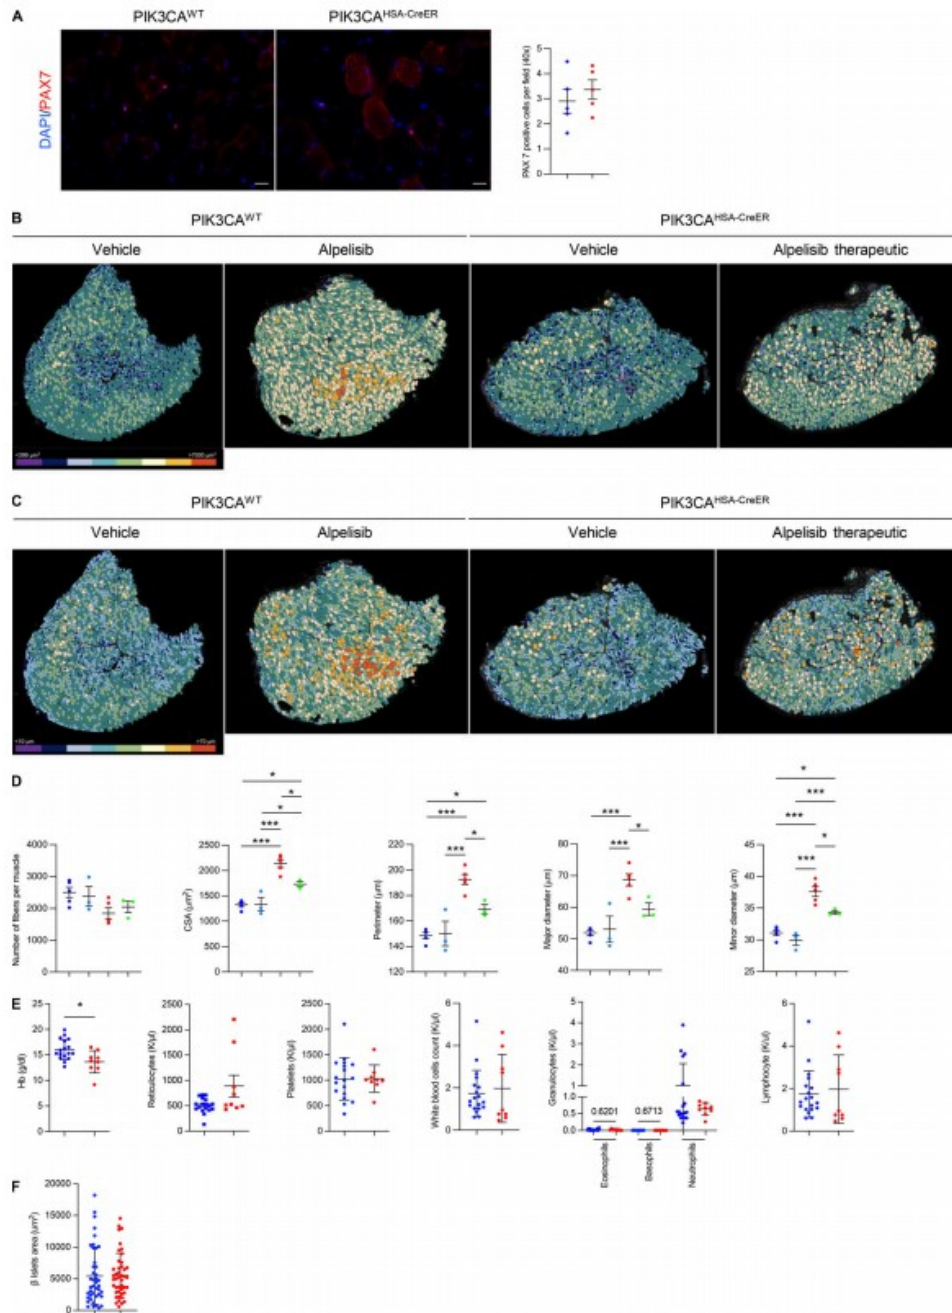 A
PIK3CA^WT PIK3CA^HSA-CreER
DAPI/PAX7
PAX 7 positive cells per field (40x)
5
4
3
2
1
0
B
PIK3CA^WT PIK3CA^HSA-CreER
Vehicle Alpelisib Vehicle Alpelisib therapeutic
C
PIK3CA^WT PIK3CA^HSA-CreER
Vehicle Alpelisib Vehicle Alpelisib therapeutic
D
Number of fibers per muscle
4000
3000
2000
1000
0
CSA (µm²)
2500
2000
1500
1000
500
0
* * * *** ***
Perimeter (µm)
220
200
180
160
140
120
* *** * ***
Major diameter (µm)
80
70
60
50
40
*** * ***
Minor diameter (µm)
45
40
35
30
25
* *** *** * ***
E
Hb (g/dl)
25
20
15
10
5
0
*
Reticulocytes (K/µl)
2500
2000
1500
1000
500
0
Platelets (K/µl)
2500
2000
1500
1000
500
0
White blood cells count (K/µl)
6
4
2
0
Granulocytes (K/µl)
5
4
3
2
1
1.0
0.5
0.0
0.6201 0.6713
Eosinophils
Basophils
Neutrophils
Lymphocyte (K/ul)
6
4
2
0
F
β Islets area (µm²)
20000
15000
10000
5000
0